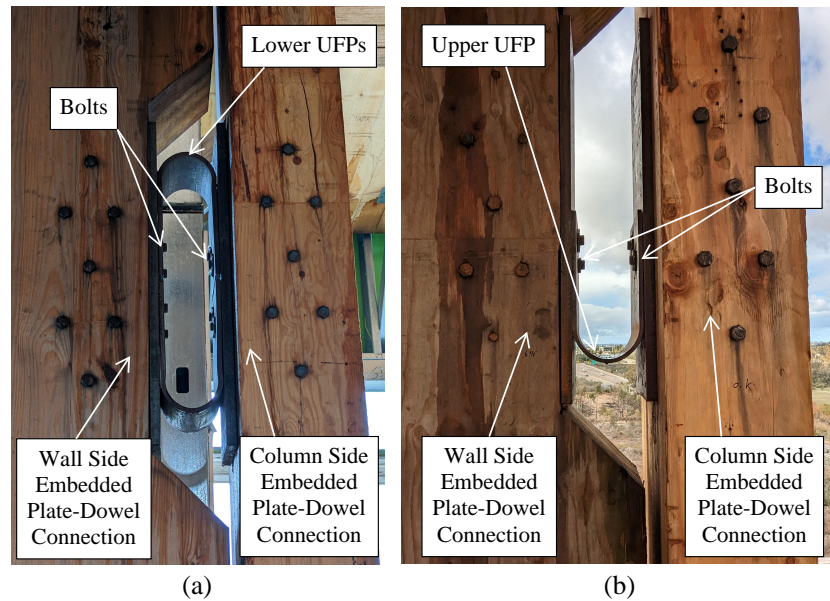 Lower UFPs
Bolts
Wall Side
Embedded
Plate-Dowel
Connection
Column Side
Embedded
Plate-Dowel
Connection
(a)
Upper UFP
Bolts
Wall Side
Embedded
Plate-Dowel
Connection
Column Side
Embedded
Plate-Dowel
Connection
(b)